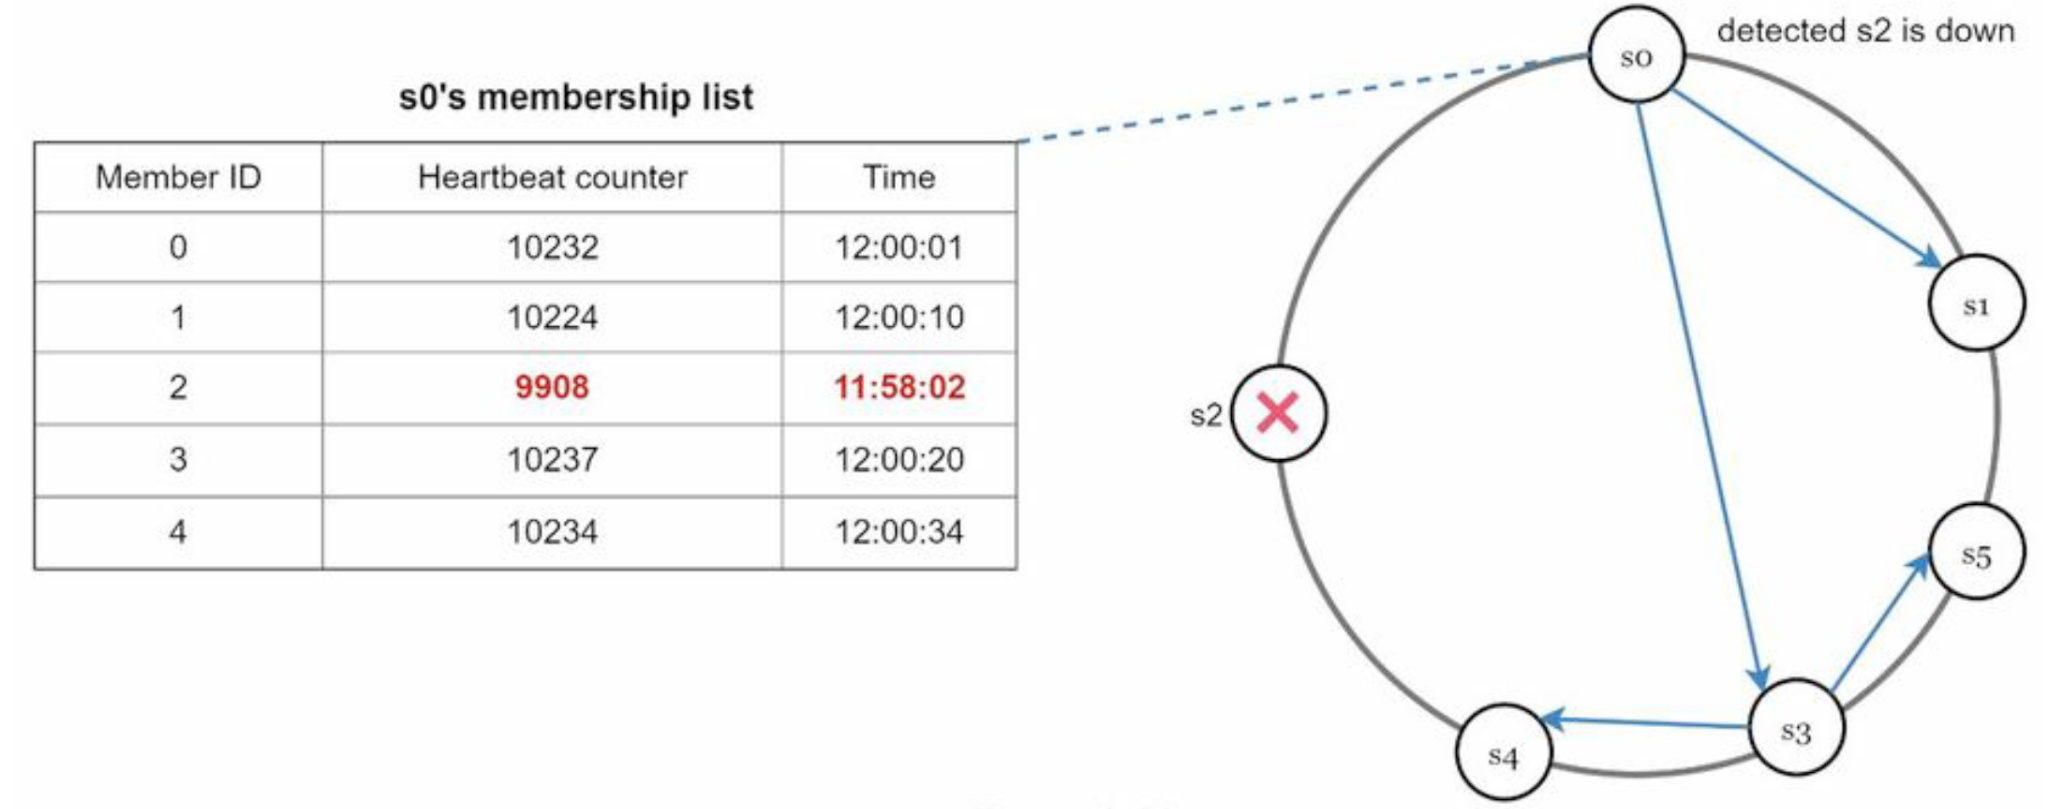 detected s2 is down
s0's membership list
Member ID Heartbeat counter Time
0 10232 12:00:01
1 10224 12:00:10
2 9908 11:58:02
3 10237 12:00:20
4 10234 12:00:34
s0
s1
s2
s5
s3
s4